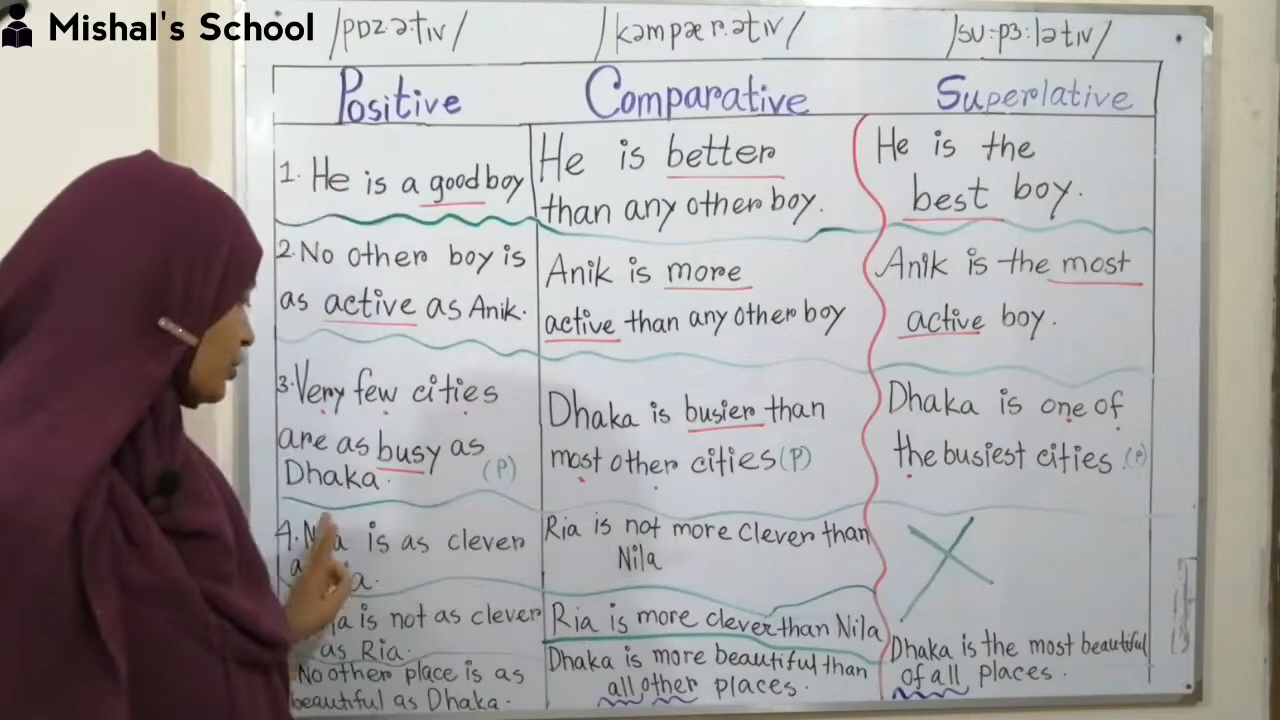 Mishal's School
/pɒz.ə.tɪv/
/kəmpær.ətɪv/
/su:pɜ:lətɪv/
Positive
Comparative
Superlative
1. He is a good boy
He is better
than any other boy.
He is the
best boy.
2. No other boy is
as active as Anik.
Anik is more
active than any other boy
Anik is the most
active boy.
3. Very few cities
are as busy as
Dhaka. (P)
Dhaka is busier than
most other cities (P)
Dhaka is one of
the busiest cities. (P)
4. is as clever
Ria is not more clever than
Nila
is not as clever
as Ria.
Ria is more clever than Nila
No other place is as
beautiful as Dhaka.
Dhaka is more beautiful than
all other places.
Dhaka is the most beautiful
of all places.